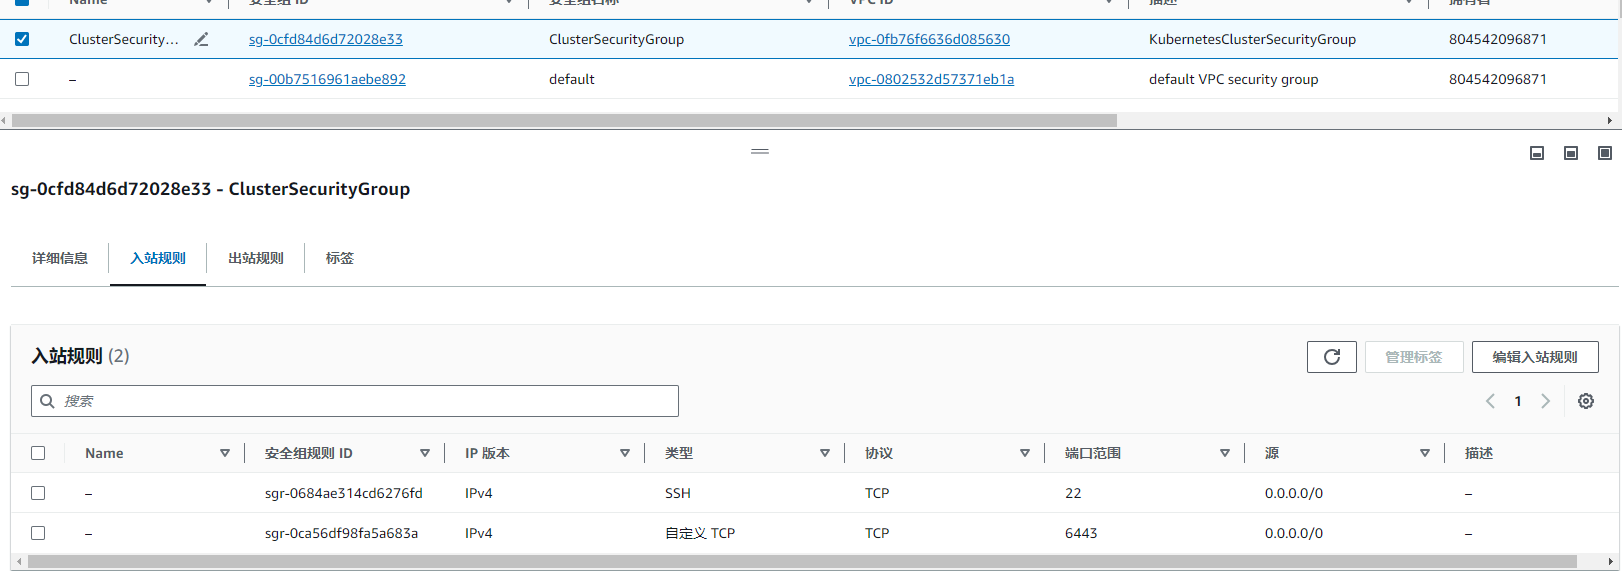 Name 安全组 ID 安全组名称 VPC ID 描述 拥有者
ClusterSecurity... sg-0cfd84d6d72028e33 ClusterSecurityGroup vpc-0fb76f6636d085630 KubernetesClusterSecurityGroup 804542096871
– sg-00b7516961aebe892 default vpc-0802532d57371eb1a default VPC security group 804542096871
sg-0cfd84d6d72028e33 - ClusterSecurityGroup
详细信息 入站规则 出站规则 标签
入站规则 (2) 管理标签 编辑入站规则
搜索 1
Name 安全组规则 ID IP 版本 类型 协议 端口范围 源 描述
– sgr-0684ae314cd6276fd IPv4 SSH TCP 22 0.0.0.0/0 –
– sgr-0ca56df98fa5a683a IPv4 自定义 TCP TCP 6443 0.0.0.0/0 –